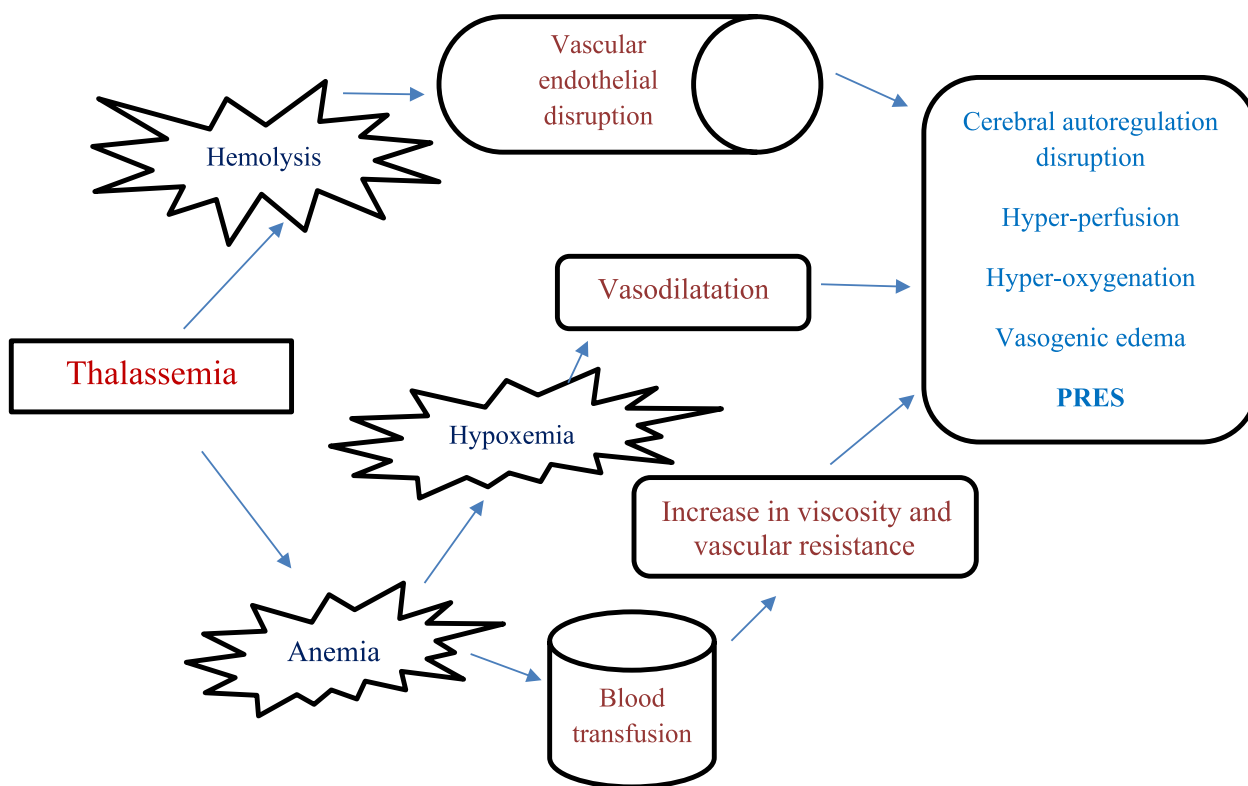 Vascular
endothelial
disruption
Hemolysis
Cerebral autoregulation
disruption
Hyper-perfusion
Hyper-oxygenation
Vasogenic edema
PRES
Vasodilatation
Thalassemia
Hypoxemia
Increase in viscosity and
vascular resistance
Anemia
Blood
transfusion